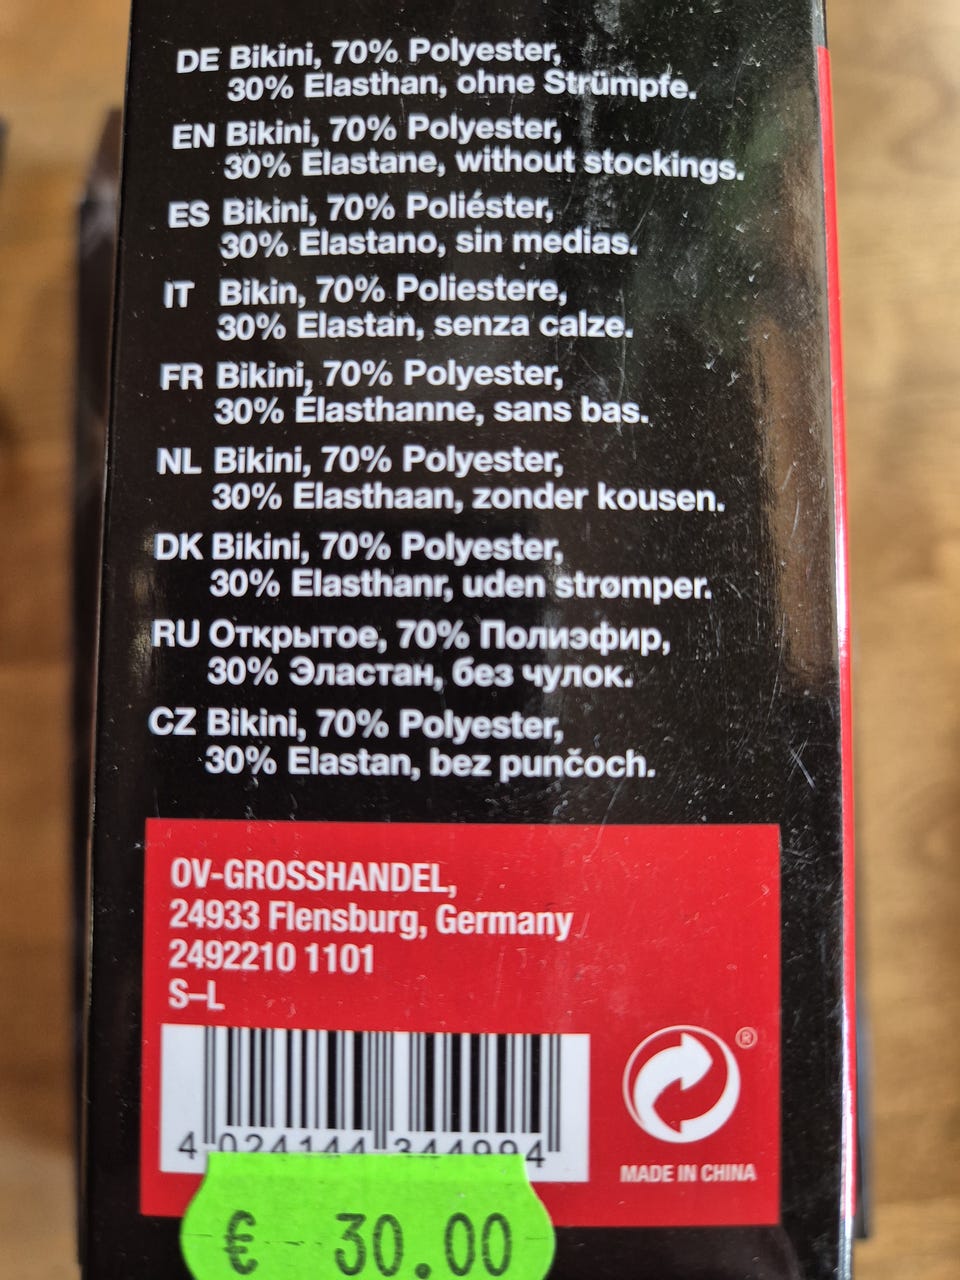 DE Bikini, 70% Polyester,
30% Elasthan, ohne Strümpfe.
EN Bikini, 70% Polyester,
30% Elastane, without stockings.
ES Bikini, 70% Poliéster,
30% Elastano, sin medias.
IT Bikin, 70% Poliestere,
30% Elastan, senza calze.
FR Bikini, 70% Polyester,
30% Élasthanne, sans bas.
NL Bikini, 70% Polyester,
30% Elasthaan, zonder kousen.
DK Bikini, 70% Polyester,
30% Elasthanr, uden strømper.
RU Открытое, 70% Полиэфир,
30% Эластан, без чулок.
CZ Bikini, 70% Polyester,
30% Elastan, bez punčoch.
OV-GROSSHANDEL,
24933 Flensburg, Germany
2492210 1101
S–L
4 024144 344994
®
MADE IN CHINA
€ 30.00